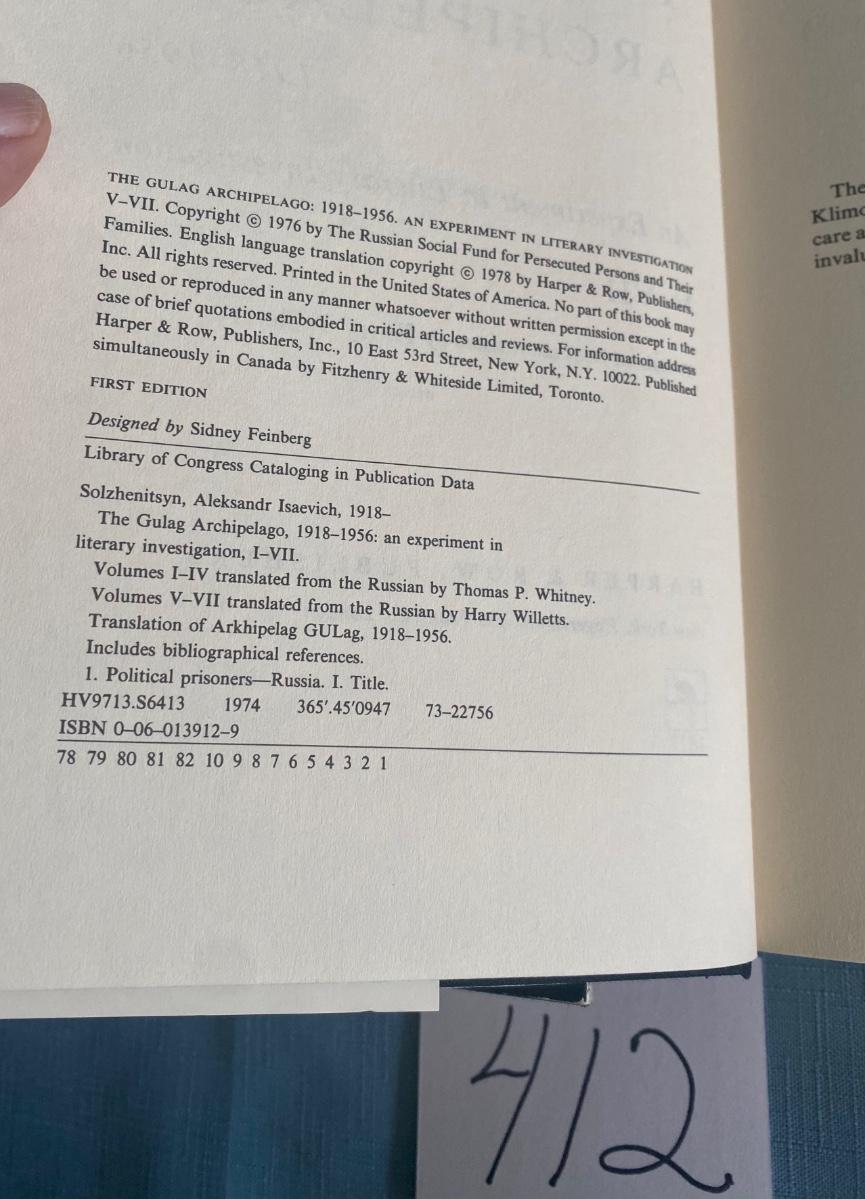 THE GULAG ARCHIPELAGO: 1918–1956. AN EXPERIMENT IN LITERARY INVESTIGATION
V–VII. Copyright © 1976 by The Russian Social Fund for Persecuted Persons and Their
Families. English language translation copyright © 1978 by Harper & Row, Publishers,
Inc. All rights reserved. Printed in the United States of America. No part of this book may
be used or reproduced in any manner whatsoever without written permission except in the
case of brief quotations embodied in critical articles and reviews. For information address
Harper & Row, Publishers, Inc., 10 East 53rd Street, New York, N.Y. 10022. Published
simultaneously in Canada by Fitzhenry & Whiteside Limited, Toronto.
FIRST EDITION
Designed by Sidney Feinberg
Library of Congress Cataloging in Publication Data
Solzhenitsyn, Aleksandr Isaevich, 1918–
The Gulag Archipelago, 1918–1956: an experiment in
literary investigation, I–VII.
Volumes I–IV translated from the Russian by Thomas P. Whitney.
Volumes V–VII translated from the Russian by Harry Willetts.
Translation of Arkhipelag GULag, 1918–1956.
Includes bibliographical references.
1. Political prisoners—Russia. I. Title.
HV9713.S6413 1974 365'.45'0947 73–22756
ISBN 0–06–013912–9
78 79 80 81 82 10 9 8 7 6 5 4 3 2 1
The
care a
412